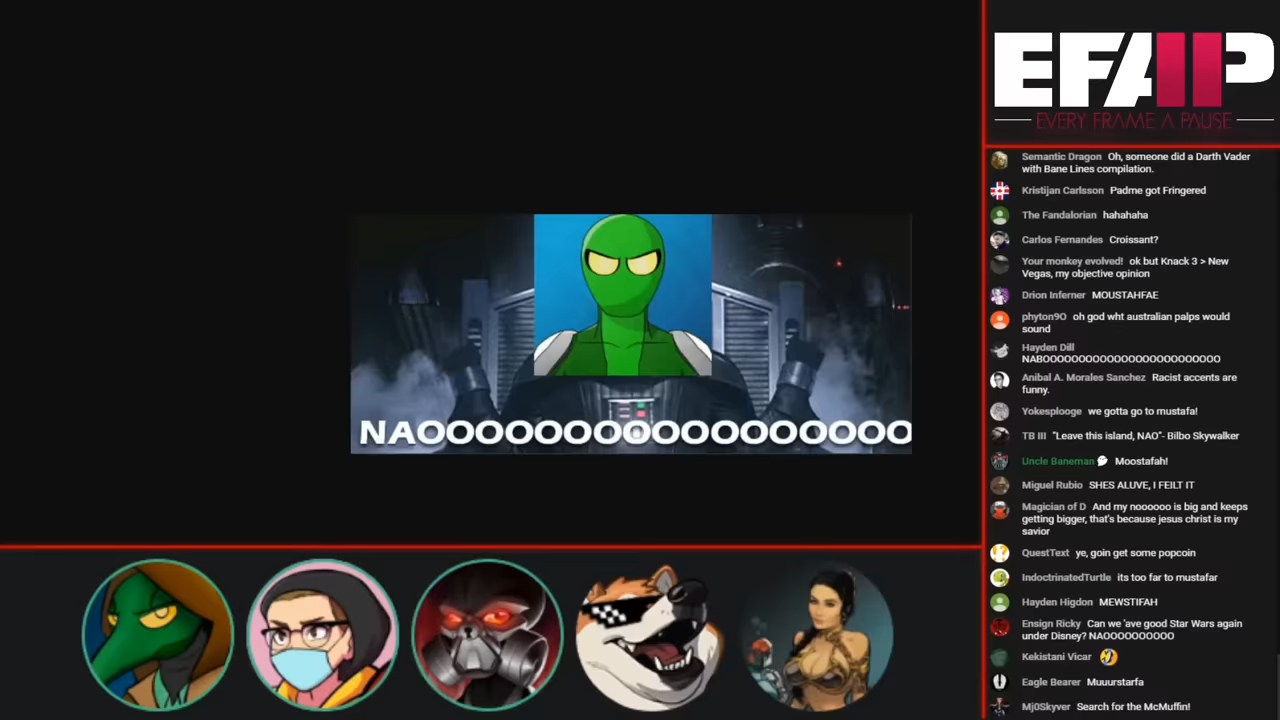 EFAP
EVERY FRAME A PAUSE
Semantic Dragon Oh, someone did a Darth Vader
with Bane Lines compilation.
Kristijan Carlsson Padme got Fringered
The Fandalorian hahahaha
Carlos Fernandes Croissant?
Your monkey evolved! ok but Knack 3 > New
Vegas, my objective opinion
Drion Inferner MOUSTAHFAE
phyton90 oh god wht australian palps would
sound
Hayden Dill
NABOOOOOOOOOOOOOOOOOOOOOOOOO
Anibal A. Morales Sanchez Racist accents are
funny.
Yokesplooge we gotta go to mustafa!
TB III "Leave this island, NAO"- Bilbo Skywalker
Uncle Baneman Moostafah!
Miguel Rubio SHES ALUVE, I FEILT IT
Magician of D And my noooooo is big and keeps
getting bigger, that's because jesus christ is my
savior
QuestText ye, goin get some popcoin
IndoctrinatedTurtle its too far to mustafar
Hayden Higdon MEWSTIFAH
Ensign Ricky Can we 'ave good Star Wars again
under Disney? NAOOOOOOOOO
Kekistani Vicar
Eagle Bearer Muuurstarfa
Mj0Skyver Search for the McMuffin!
NAOOOOOOOOOOOOOOOOO